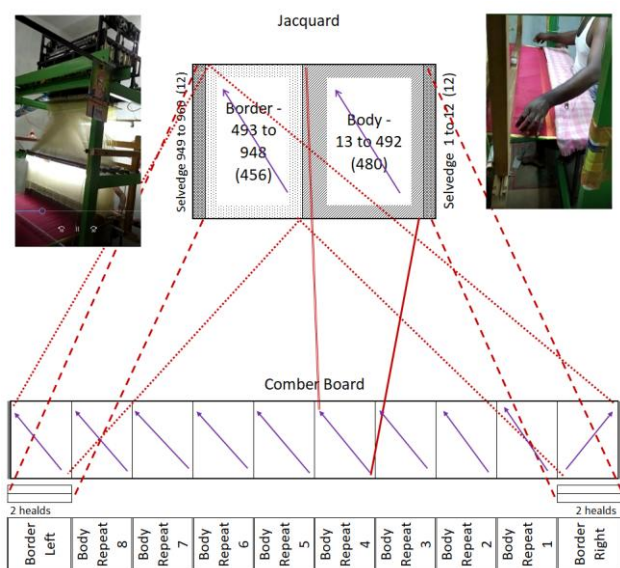 Jacquard
Selvedge 949 to 960 (12)
Border -
493 to
948
(456)
Body -
13 to 492
(480)
Selvedge 1 to 12 (12)
Comber Board
2 healds
2 healds
Border
Left
Body
Repeat
8
Body
Repeat
7
Body
Repeat
6
Body
Repeat
5
Body
Repeat
4
Body
Repeat
3
Body
Repeat
2
Body
Repeat
1
Border
Right